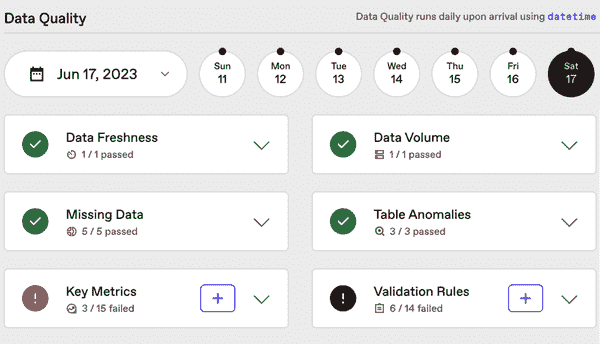 Data Quality
Data Quality runs daily upon arrival using datetime
Jun 17, 2023
Sun 11
Mon 12
Tue 13
Wed 14
Thu 15
Fri 16
Sat 17
Data Freshness
1 / 1 passed
Data Volume
1 / 1 passed
Missing Data
5 / 5 passed
Table Anomalies
3 / 3 passed
Key Metrics
3 / 15 failed
Validation Rules
6 / 14 failed